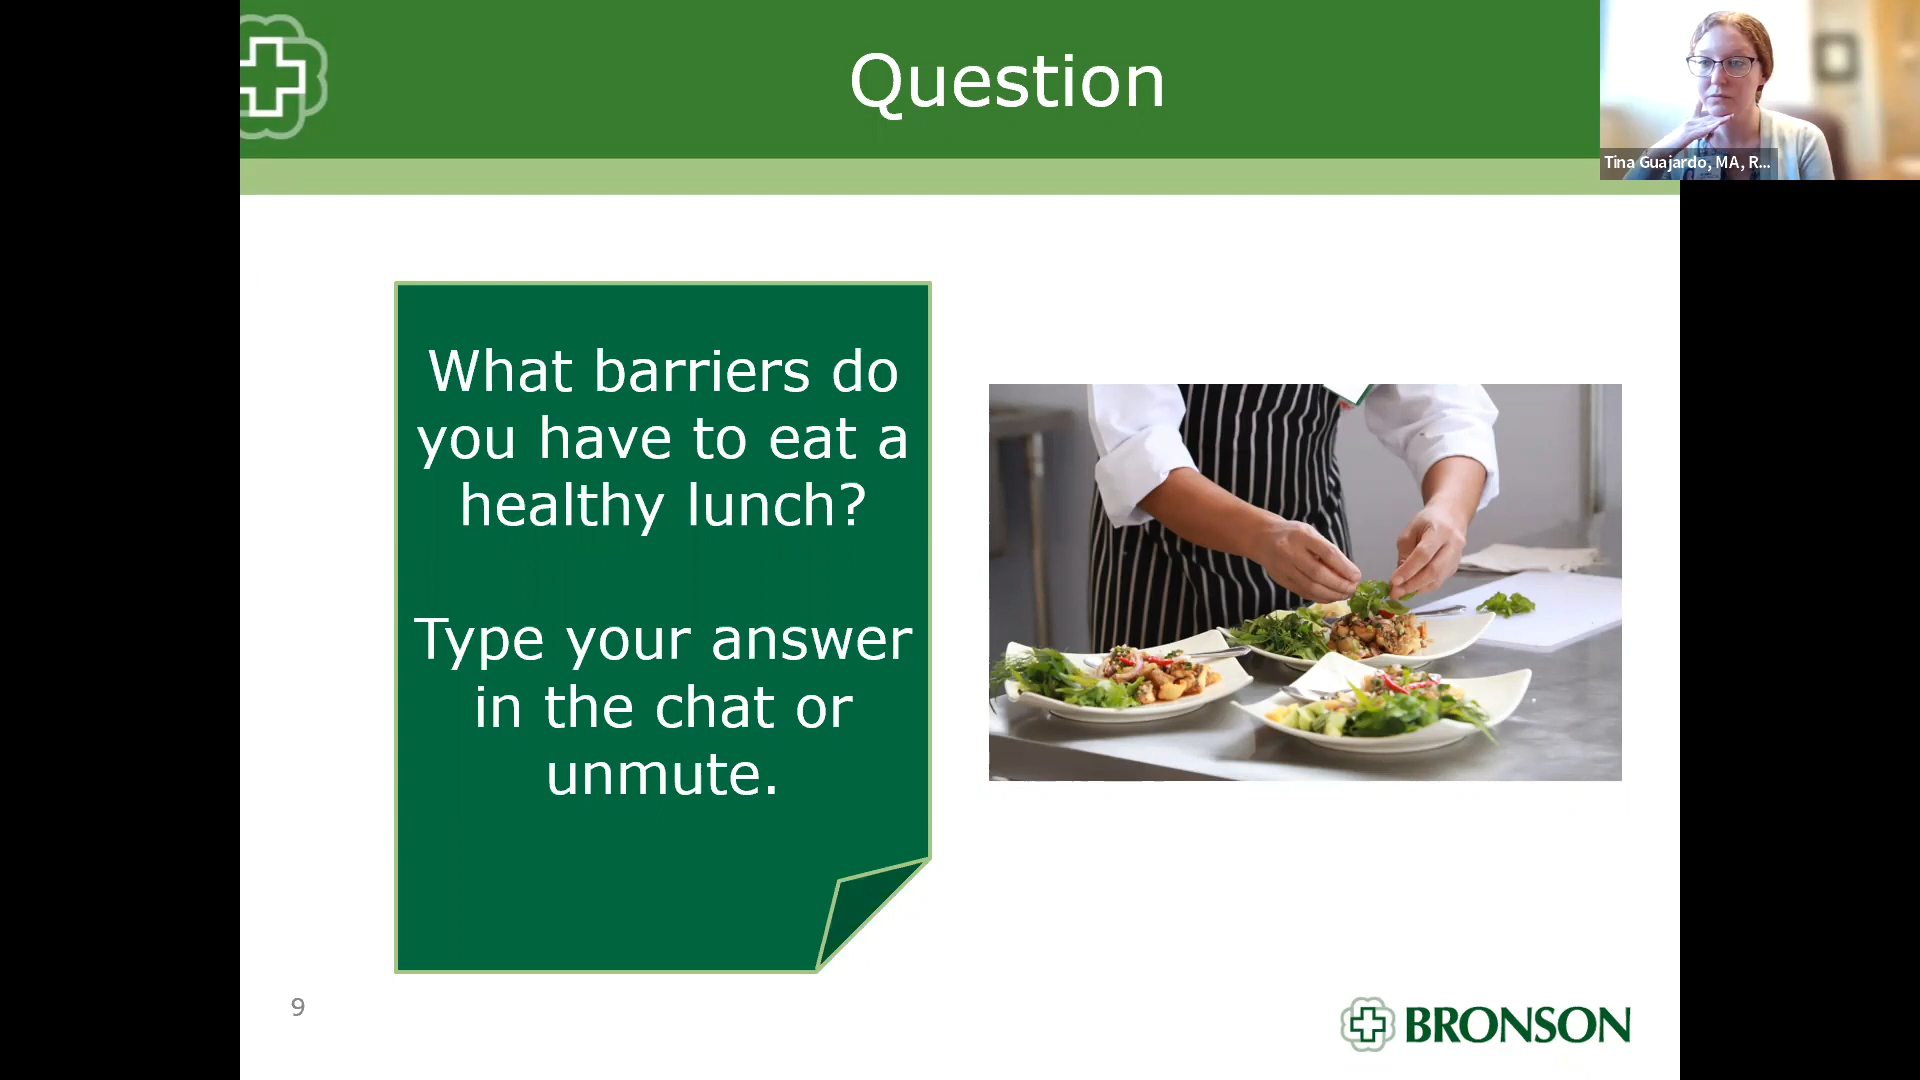 Question
Tina Guajardo, MA, R...
What barriers do
you have to eat a
healthy lunch?
Type your answer
in the chat or
unmute.
9
BRONSON